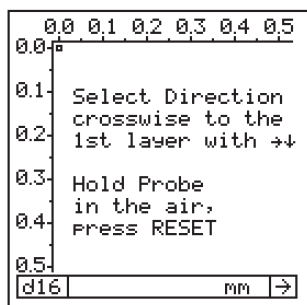 0.0 0.1 0.2 0.3 0.4 0.5
0.0
0.1
Select Direction
crosswise to the
0.2
1st layer with →↓
0.3
Hold Probe
in the air,
0.4
press RESET
0.5
d16 mm →